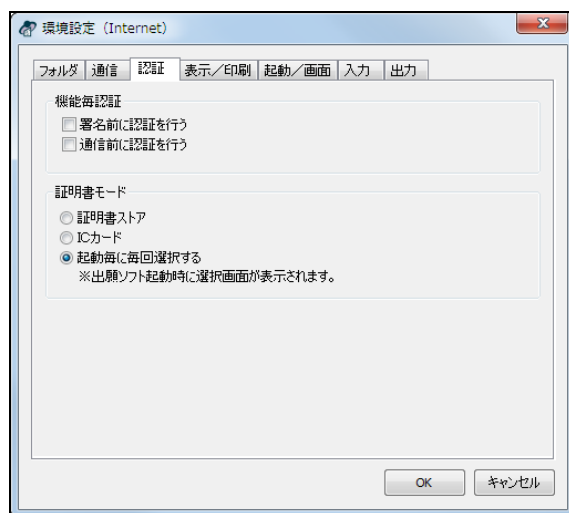 環境設定 (Internet)
フォルダ 通信 認証 表示／印刷 起動／画面 入力 出力
機能毎認証
署名前に認証を行う
通信前に認証を行う
証明書モード
証明書ストア
ICカード
起動毎に毎回選択する
※出願ソフト起動時に選択画面が表示されます。
OK キャンセル